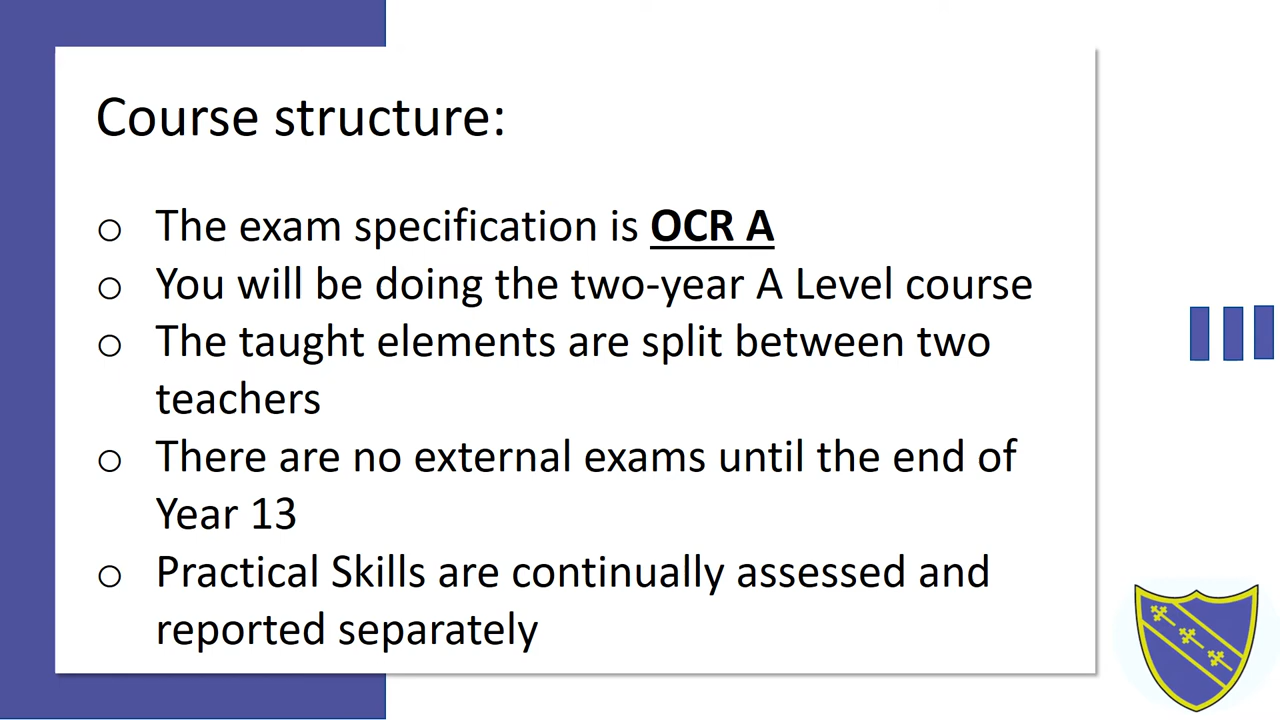 Course structure:
o The exam specification is OCR A
o You will be doing the two-year A Level course
o The taught elements are split between two
teachers
o There are no external exams until the end of
Year 13
o Practical Skills are continually assessed and
reported separately